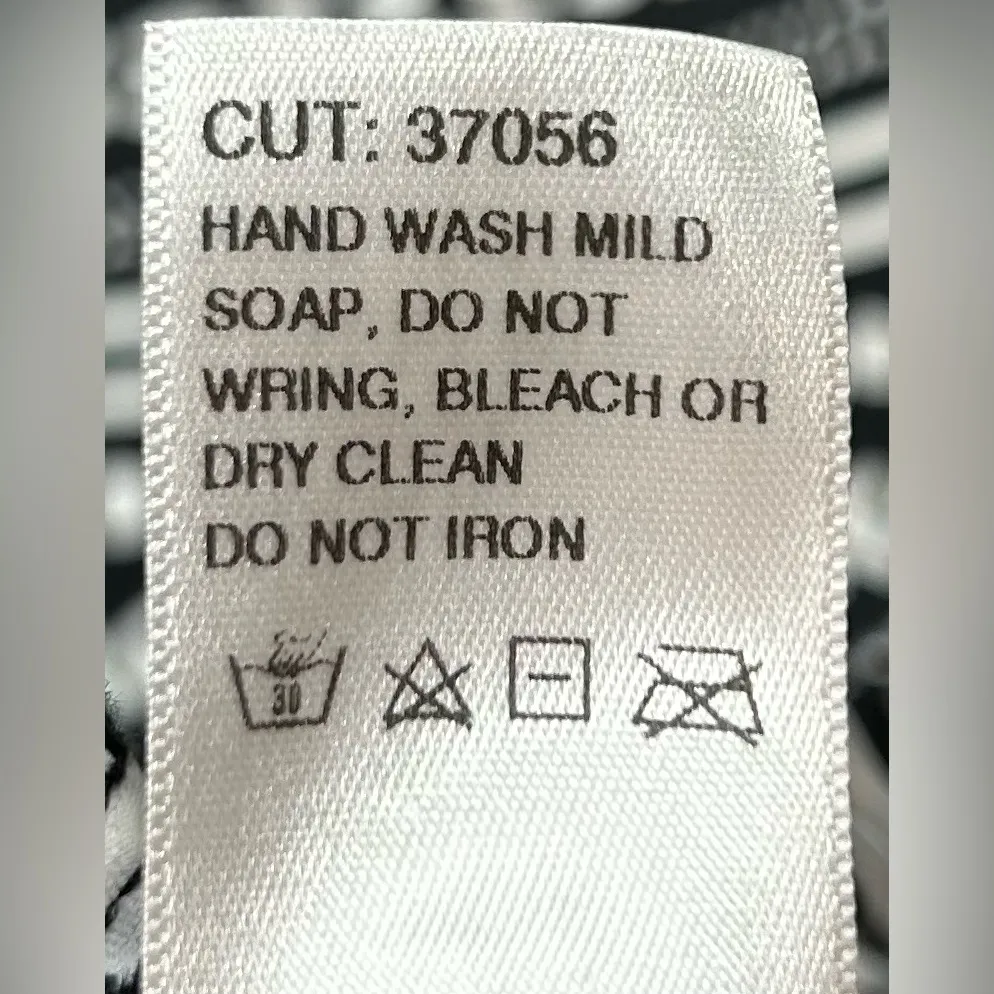 CUT: 37056
HAND WASH MILD
SOAP, DO NOT
WRING, BLEACH OR
DRY CLEAN
DO NOT IRON
30